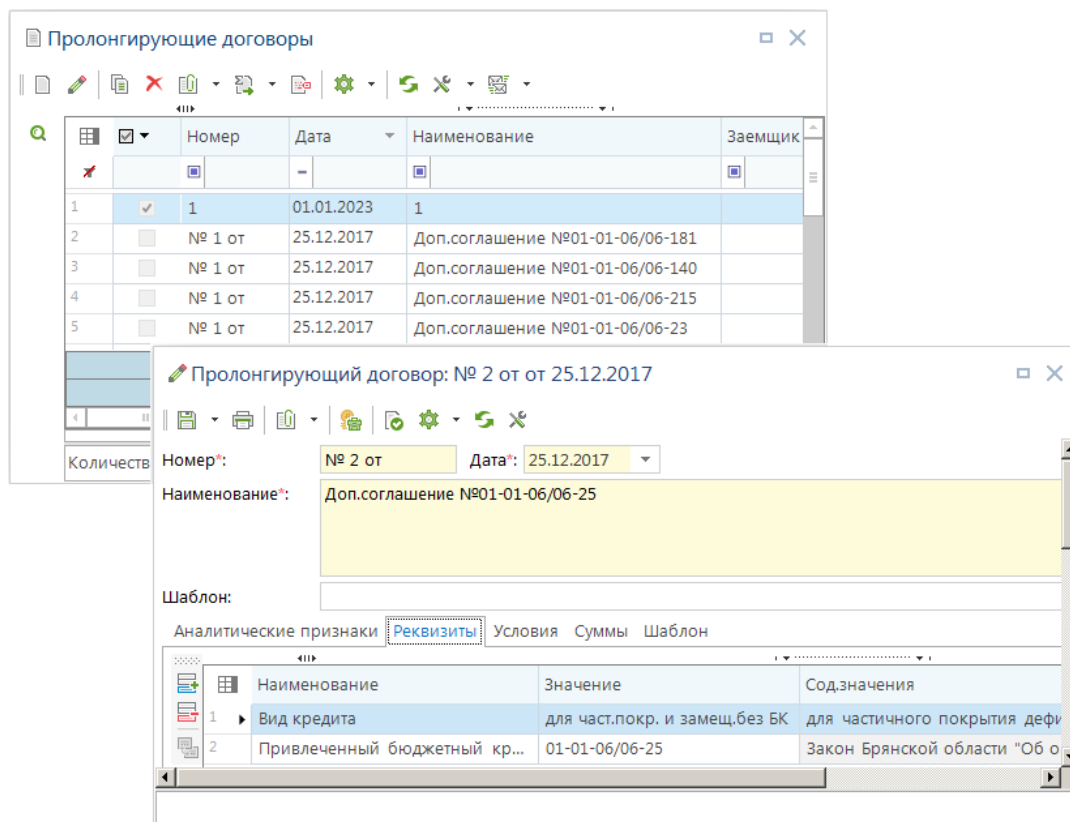 Пролонгирующие договоры
Номер Дата Наименование Заемщик
1 1 01.01.2023 1
2 № 1 от 25.12.2017 Доп.соглашение №01-01-06/06-181
3 № 1 от 25.12.2017 Доп.соглашение №01-01-06/06-140
4 № 1 от 25.12.2017 Доп.соглашение №01-01-06/06-215
5 № 1 от 25.12.2017 Доп.соглашение №01-01-06/06-23
Количеств
Пролонгирующий договор: № 2 от от 25.12.2017
Номер*: № 2 от Дата*: 25.12.2017
Наименование*: Доп.соглашение №01-01-06/06-25
Шаблон:
Аналитические признаки Реквизиты Условия Суммы Шаблон
Наименование Значение Сод.значения
1 Вид кредита для част.покр. и замещ.без БК для частичного покрытия дефи
2 Привлеченный бюджетный кр... 01-01-06/06-25 Закон Брянской области "Об о